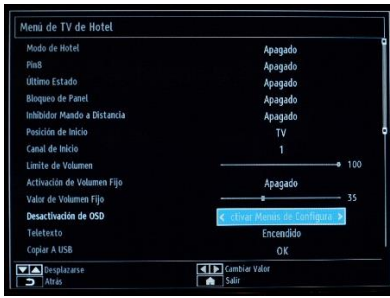 Menú de TV de Hotel
Modo de Hotel Apagado
Pin8 Apagado
Último Estado Apagado
Bloqueo de Panel Apagado
Inhibidor Mando a Distancia Apagado
Posición de Inicio TV
Canal de Inicio 1
Límite de Volumen 100
Activación de Volumen Fijo Apagado
Valor de Volumen Fijo 35
Desactivación de OSD ctivar Menús de Configura
Teletexto Encendido
Copiar A USB OK
Desplazarse Cambiar Valor
Atrás Salir